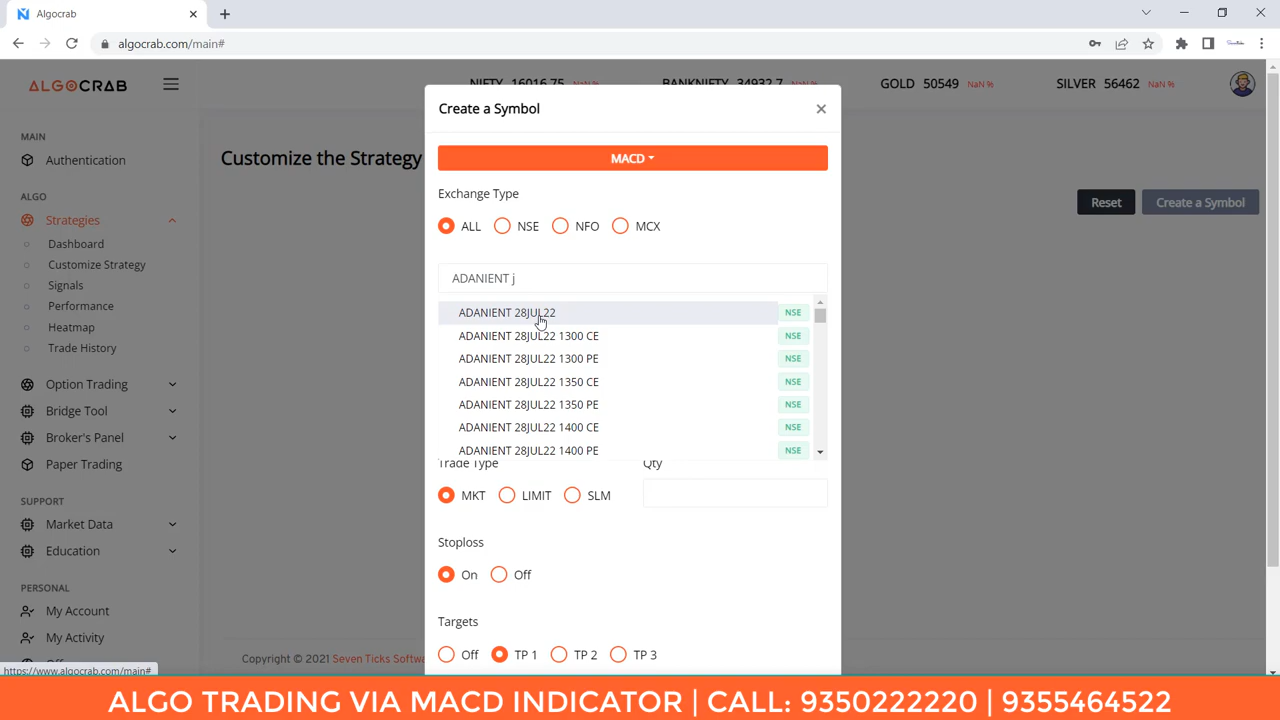 Algocrab
algocrab.com/main#
ALGOCRAB
NIFTY 16016.75 NaN %
BANKNIFTY 34932.7 NaN %
GOLD 50549 NaN %
SILVER 56462 NaN %
MAIN
Authentication
ALGO
Strategies
Dashboard
Customize Strategy
Signals
Performance
Heatmap
Trade History
Option Trading
Bridge Tool
Broker's Panel
Paper Trading
SUPPORT
Market Data
Education
PERSONAL
My Account
My Activity
https://www.algocrab.com/main#
Customize the Strategy
Reset
Create a Symbol
Create a Symbol
MACD
Exchange Type
ALL NSE NFO MCX
ADANIENT j
ADANIENT 28JUL22 NSE
ADANIENT 28JUL22 1300 CE NSE
ADANIENT 28JUL22 1300 PE NSE
ADANIENT 28JUL22 1350 CE NSE
ADANIENT 28JUL22 1350 PE NSE
ADANIENT 28JUL22 1400 CE NSE
ADANIENT 28JUL22 1400 PE NSE
Trade Type Qty
MKT LIMIT SLM
Stoploss
On Off
Targets
Off TP 1 TP 2 TP 3
Copyright © 2021 Seven Ticks Softwa
ALGO TRADING VIA MACD INDICATOR | CALL: 9350222220 | 9355464522